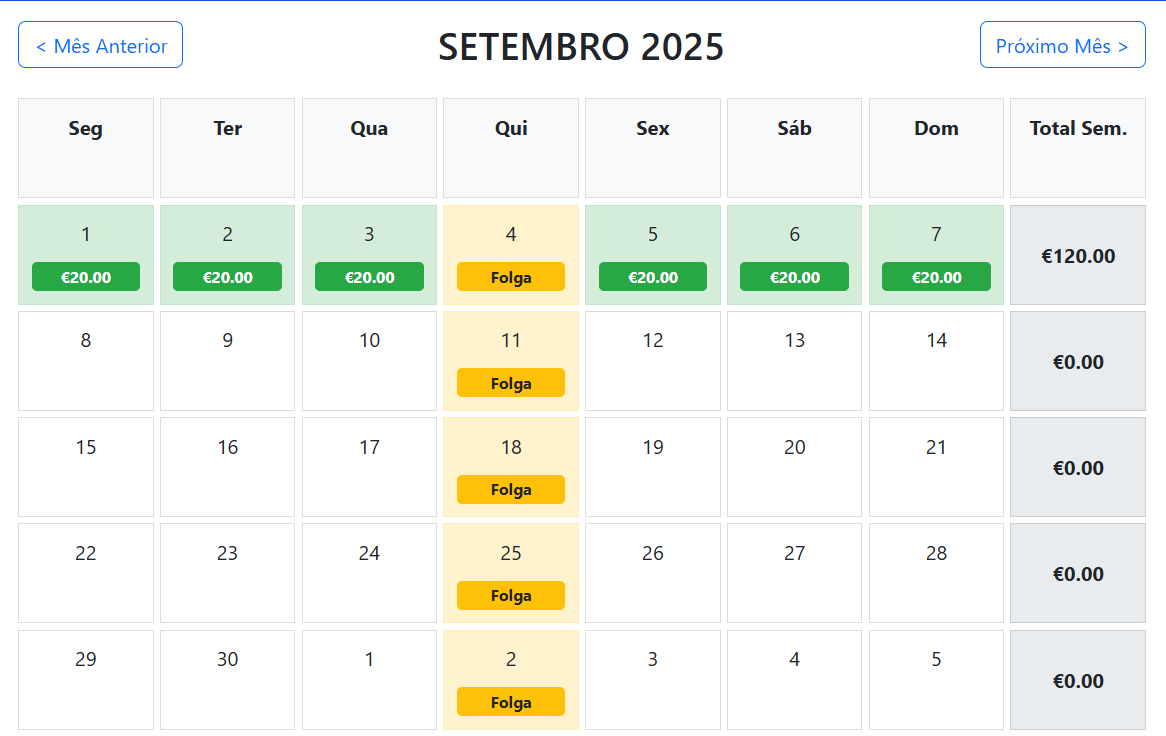 < Mês Anterior SETEMBRO 2025 Próximo Mês >
Seg Ter Qua Qui Sex Sáb Dom Total Sem.
1 2 3 4 5 6 7
€20.00 €20.00 €20.00 Folga €20.00 €20.00 €20.00 €120.00
8 9 10 11 12 13 14
Folga €0.00
15 16 17 18 19 20 21
Folga €0.00
22 23 24 25 26 27 28
Folga €0.00
29 30 1 2 3 4 5
Folga €0.00